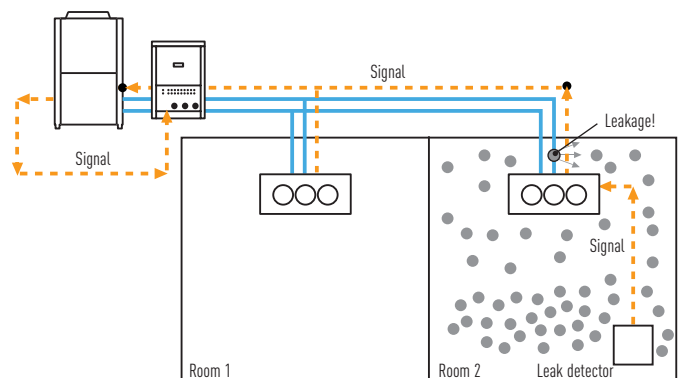 Signal
Leakage!
Signal
Signal
Room 1
Room 2
Leak detector